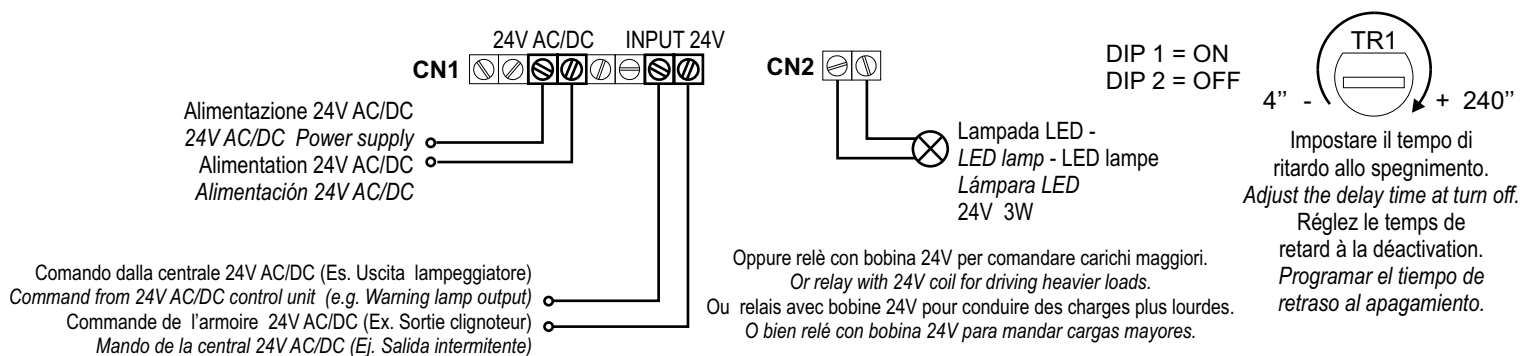 24V AC/DC INPUT 24V
CN1
Alimentazione 24V AC/DC
24V AC/DC Power supply
Alimentation 24V AC/DC
Alimentación 24V AC/DC
Comando dalla centrale 24V AC/DC (Es. Uscita lampeggiatore)
Command from 24V AC/DC control unit (e.g. Warning lamp output)
Commande de l’armoire 24V AC/DC (Ex. Sortie clignoteur)
Mando de la central 24V AC/DC (Ej. Salida intermitente)
CN2
Lampada LED -
LED lamp - LED lampe
Lámpara LED
24V 3W
Oppure relè con bobina 24V per comandare carichi maggiori.
Or relay with 24V coil for driving heavier loads.
Ou relais avec bobine 24V pour conduire des charges plus lourdes.
O bien relé con bobina 24V para mandar cargas mayores.
DIP 1 = ON
DIP 2 = OFF
TR1
4’’ - + 240’’
Impostare il tempo di
ritardo allo spegnimento.
Adjust the delay time at turn off.
Réglez le temps de
retard à la déactivation.
Programar el tiempo de
retraso al apagamiento.